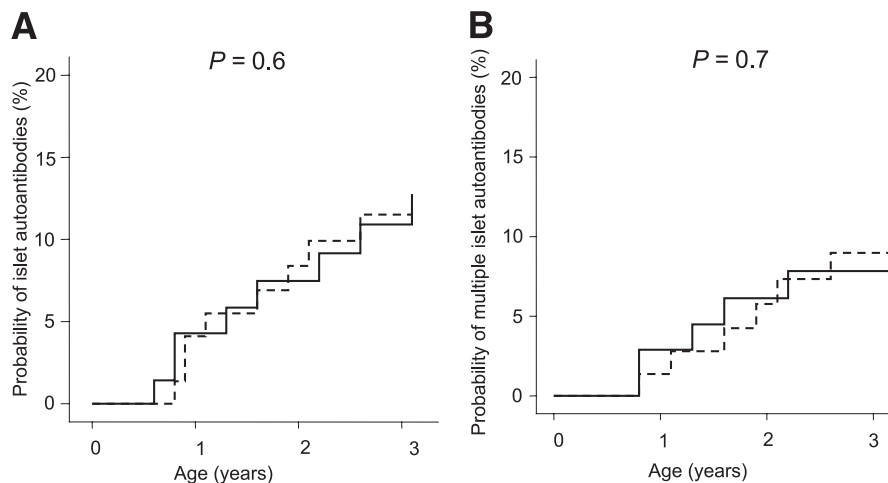 A
P = 0.6
Probability of islet autoantibodies (%)
20
15
10
5
0
0 1 2 3
Age (years)
B
P = 0.7
Probability of multiple islet autoantibodies (%)
20
15
10
5
0
0 1 2 3
Age (years)